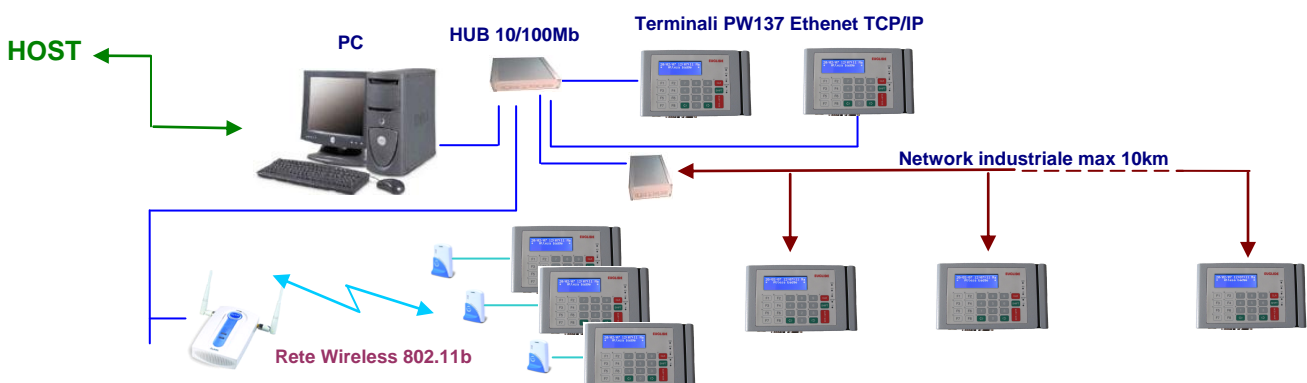 HOST
PC
HUB 10/100Mb
Terminali PW137 Ethenet TCP/IP
Network industriale max 10km
Rete Wireless 802.11b